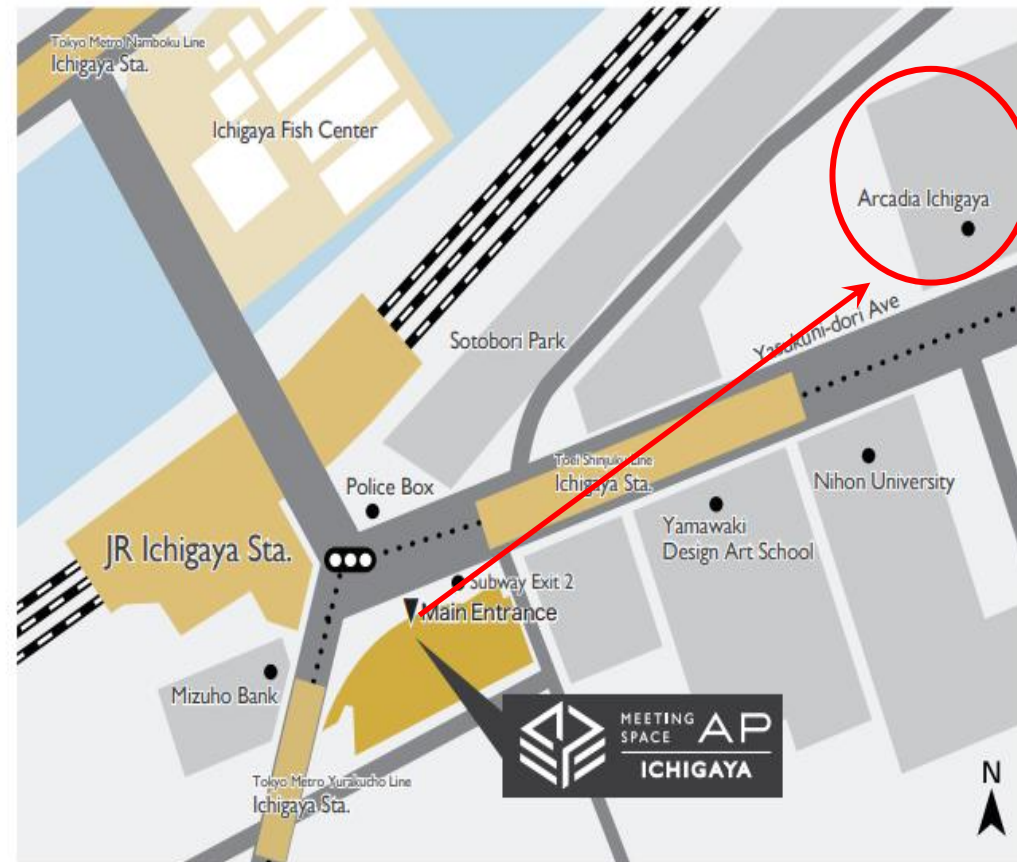 Tokyo Metro Namboku Line
Ichigaya Sta.
Ichigaya Fish Center
Arcadia Ichigaya
Sotobori Park
Yasukuni-dori Ave
Toei Shinjuku Line
Ichigaya Sta.
Nihon University
Police Box
Yamawaki
Design Art School
JR Ichigaya Sta.
Subway Exit 2
Main Entrance
Mizuho Bank
MEETING
SPACE AP
ICHIGAYA
Tokyo Metro Yurakucho Line
Ichigaya Sta.
N